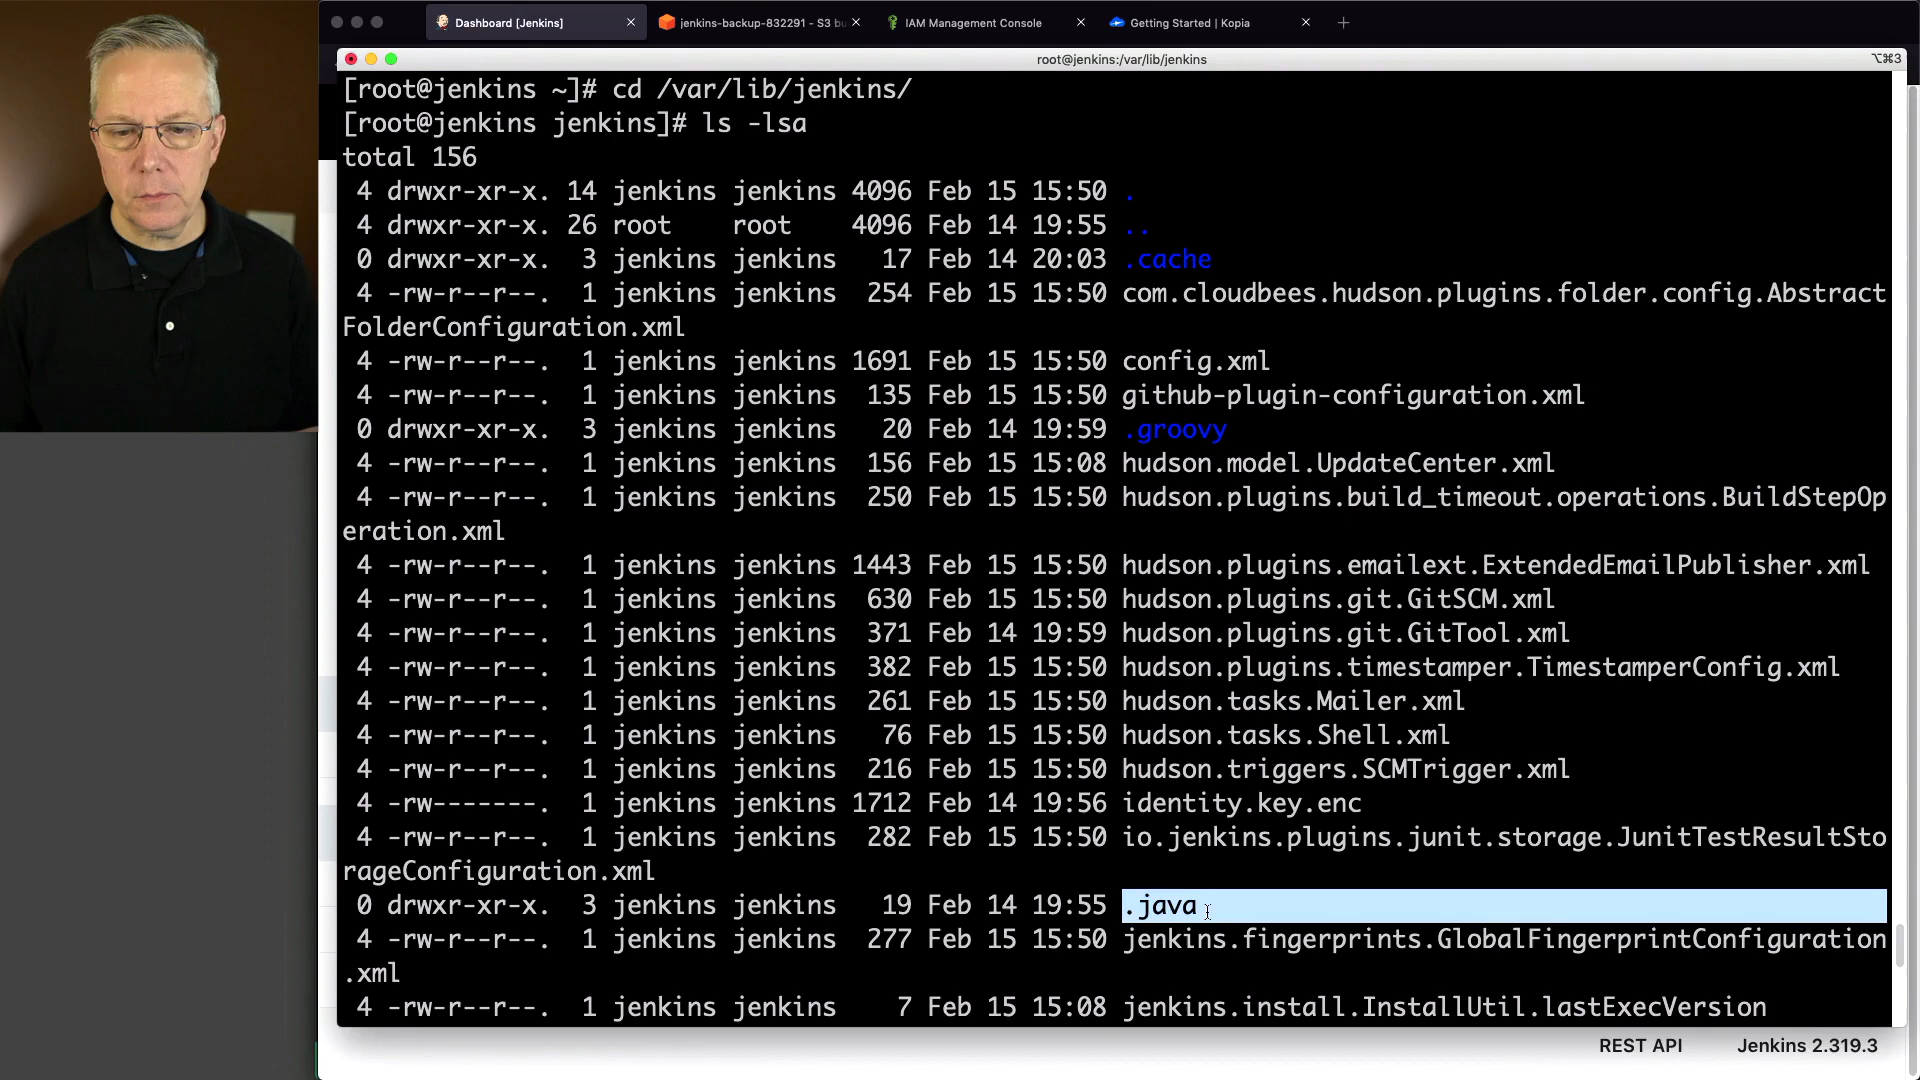 Dashboard [Jenkins]
jenkins-backup-832291 - S3 bu
IAM Management Console
Getting Started | Kopia
root@jenkins:/var/lib/jenkins
⌥⌘3
[root@jenkins ~]# cd /var/lib/jenkins/
[root@jenkins jenkins]# ls -lsa
total 156
4 drwxr-xr-x. 14 jenkins jenkins 4096 Feb 15 15:50 .
4 drwxr-xr-x. 26 root root 4096 Feb 14 19:55 ..
0 drwxr-xr-x. 3 jenkins jenkins 17 Feb 14 20:03 .cache
4 -rw-r--r--. 1 jenkins jenkins 254 Feb 15 15:50 com.cloudbees.hudson.plugins.folder.config.Abstract
FolderConfiguration.xml
4 -rw-r--r--. 1 jenkins jenkins 1691 Feb 15 15:50 config.xml
4 -rw-r--r--. 1 jenkins jenkins 135 Feb 15 15:50 github-plugin-configuration.xml
0 drwxr-xr-x. 3 jenkins jenkins 20 Feb 14 19:59 .groovy
4 -rw-r--r--. 1 jenkins jenkins 156 Feb 15 15:08 hudson.model.UpdateCenter.xml
4 -rw-r--r--. 1 jenkins jenkins 250 Feb 15 15:50 hudson.plugins.build_timeout.operations.BuildStepOp
eration.xml
4 -rw-r--r--. 1 jenkins jenkins 1443 Feb 15 15:50 hudson.plugins.emailext.ExtendedEmailPublisher.xml
4 -rw-r--r--. 1 jenkins jenkins 630 Feb 15 15:50 hudson.plugins.git.GitSCM.xml
4 -rw-r--r--. 1 jenkins jenkins 371 Feb 14 19:59 hudson.plugins.git.GitTool.xml
4 -rw-r--r--. 1 jenkins jenkins 382 Feb 15 15:50 hudson.plugins.timestamper.TimestamperConfig.xml
4 -rw-r--r--. 1 jenkins jenkins 261 Feb 15 15:50 hudson.tasks.Mailer.xml
4 -rw-r--r--. 1 jenkins jenkins 76 Feb 15 15:50 hudson.tasks.Shell.xml
4 -rw-r--r--. 1 jenkins jenkins 216 Feb 15 15:50 hudson.triggers.SCMTrigger.xml
4 -rw-------. 1 jenkins jenkins 1712 Feb 14 19:56 identity.key.enc
4 -rw-r--r--. 1 jenkins jenkins 282 Feb 15 15:50 io.jenkins.plugins.junit.storage.JunitTestResultSto
rageConfiguration.xml
0 drwxr-xr-x. 3 jenkins jenkins 19 Feb 14 19:55 .java
4 -rw-r--r--. 1 jenkins jenkins 277 Feb 15 15:50 jenkins.fingerprints.GlobalFingerprintConfiguration
.xml
4 -rw-r--r--. 1 jenkins jenkins 7 Feb 15 15:08 jenkins.install.InstallUtil.lastExecVersion
REST API
Jenkins 2.319.3